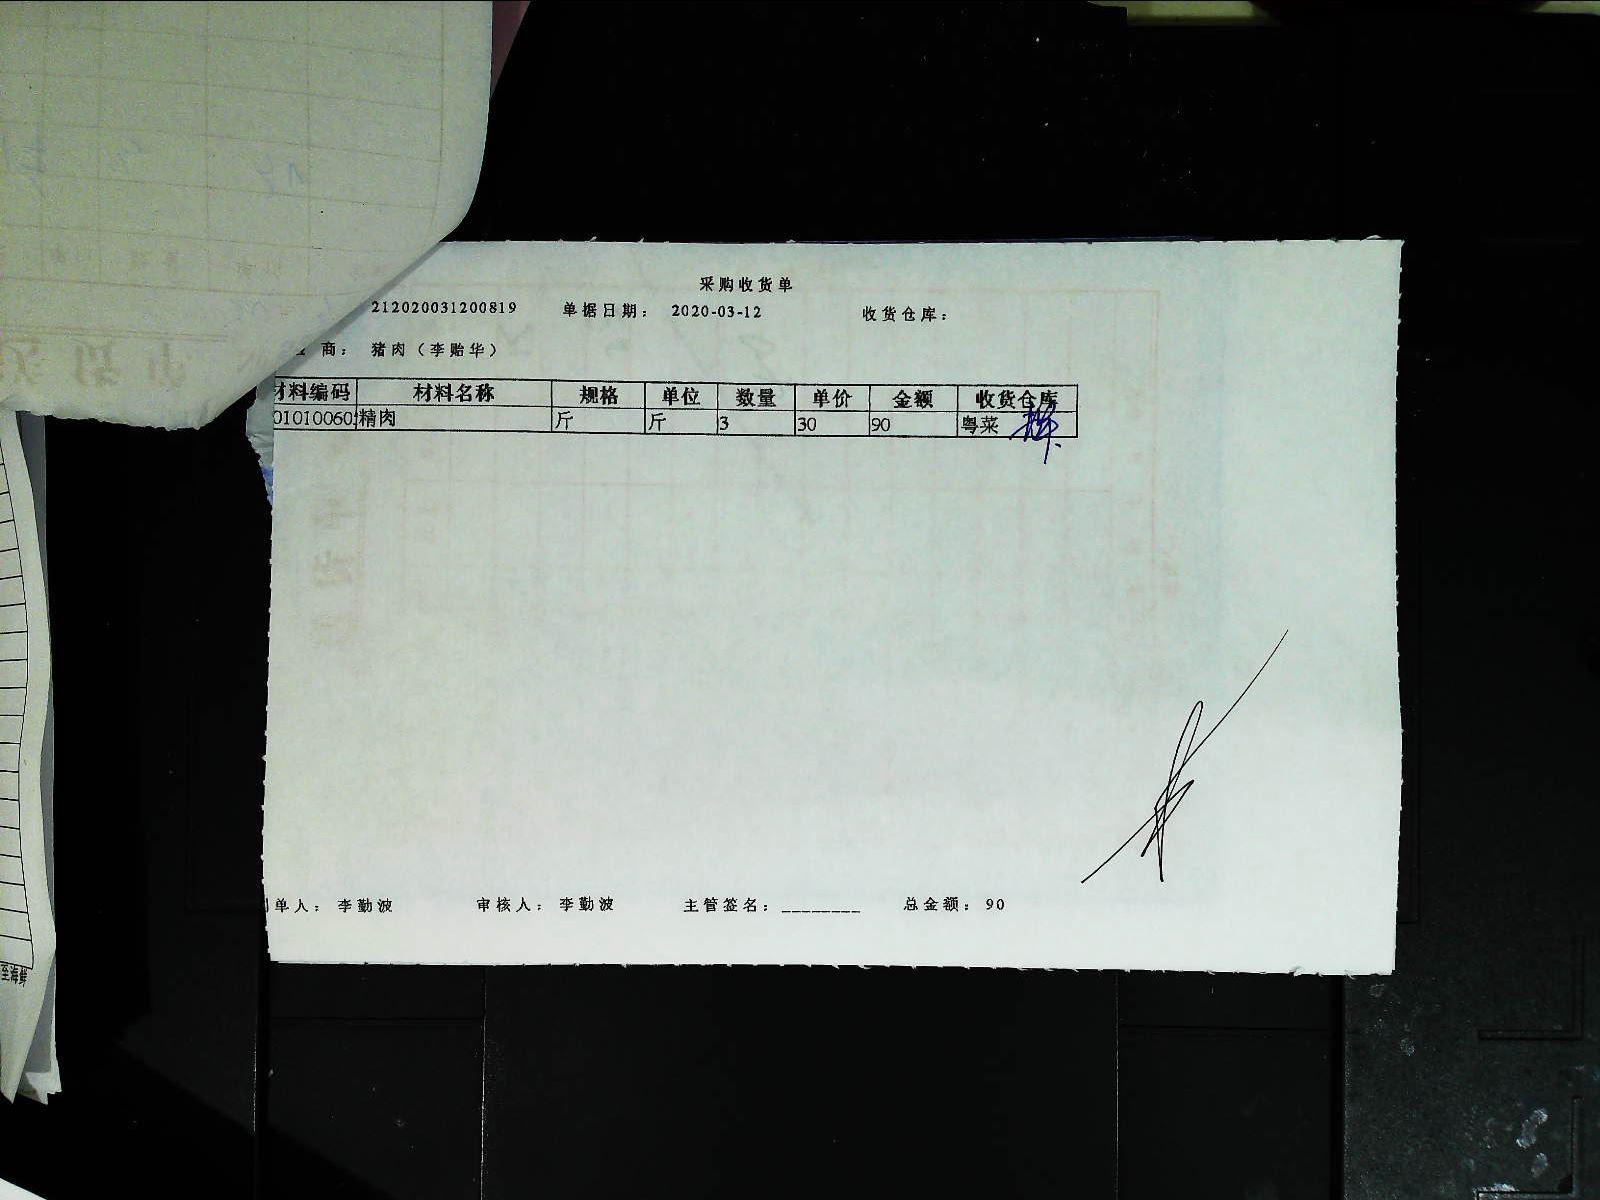 采购收货单
212020031200819 单据日期: 2020-03-12 收货仓库:
商: 猪肉(李贻华)
材料编码 材料名称 规格 单位 数量 单价 金额 收货仓库
01010060 精肉 斤 斤 3 30 90 粤菜
单人: 李勤波 审核人: 李勤波 主管签名: ________ 总金额: 90